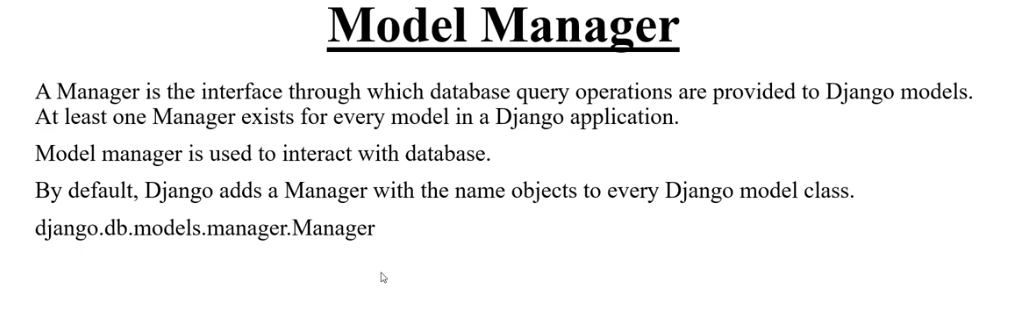 Model Manager
A Manager is the interface through which database query operations are provided to Django models.
At least one Manager exists for every model in a Django application.
Model manager is used to interact with database.
By default, Django adds a Manager with the name objects to every Django model class.
django.db.models.manager.Manager